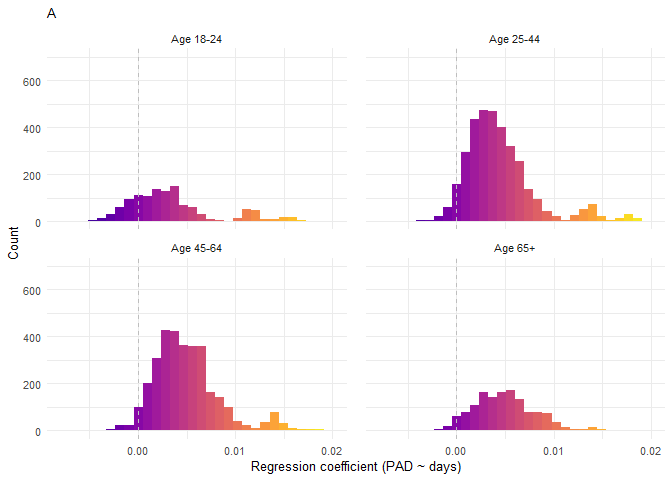 A
Age 18-24
Age 25-44
600
400
200
0
Age 45-64
Age 65+
600
400
200
0
0.00
0.01
0.02
0.00
0.01
0.02
Count
Regression coefficient (PAD ~ days)